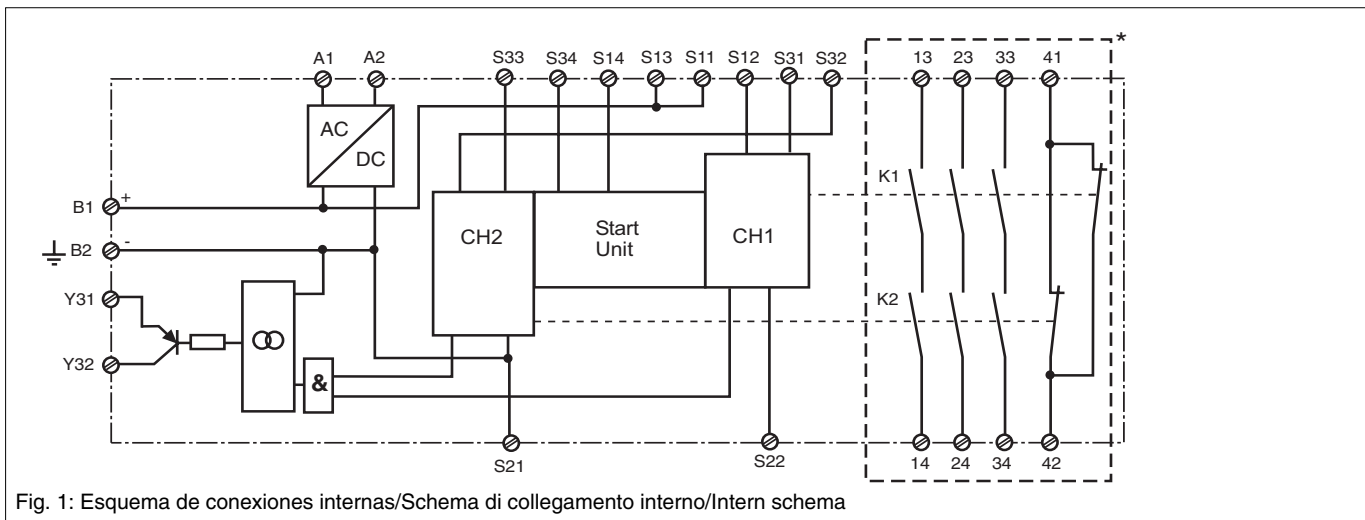 A1 A2 S33 S34 S14 S13 S11 S12 S31 S32 13 23 33 41 *
AC
DC
B1 +
B2 -
CH2
Start
Unit
CH1
K1
K2
Y31
Y32
&
S21 S22 14 24 34 42
Fig. 1: Esquema de conexiones internas/Schema di collegamento interno/Intern schema